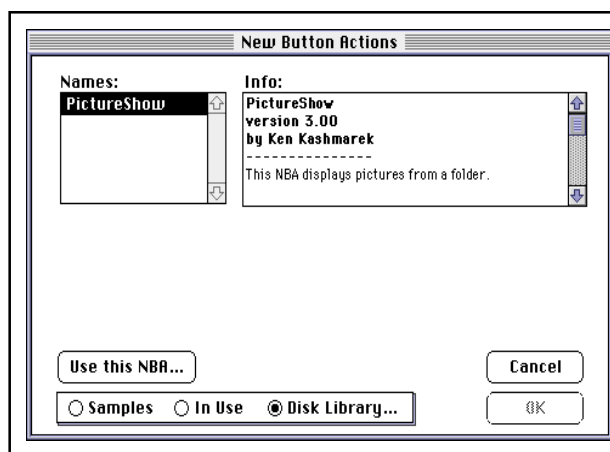 New Button Actions
Names:
PictureShow
Info:
PictureShow
version 3.00
by Ken Kashmarek
---------------
This NBA displays pictures from a folder.
Use this NBA...
Cancel
Samples
In Use
Disk Library...
OK